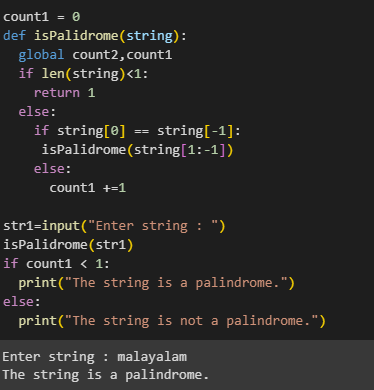 count1 = 0
def isPalidrome(string):
  global count2,count1
  if len(string)<1:
    return 1
  else:
    if string[0] == string[-1]:
     isPalidrome(string[1:-1])
    else:
      count1 +=1

str1=input("Enter string : ")
isPalidrome(str1)
if count1 < 1:
  print("The string is a palindrome.")
else:
  print("The string is not a palindrome.")
Enter string : malayalam
The string is a palindrome.